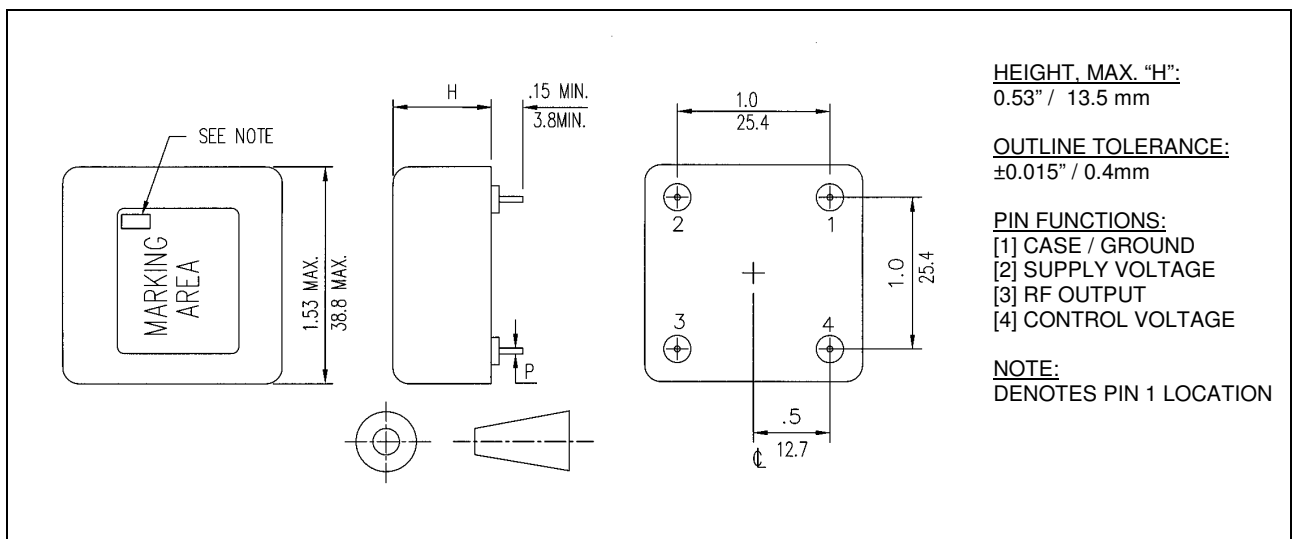 SEE NOTE
MARKING
AREA
1.53 MAX.
38.8 MAX.
H
.15 MIN.
3.8MIN.
P
1.0
25.4
2
1
3
4
1.0
25.4
.5
12.7
℄
HEIGHT, MAX. “H”:
0.53” / 13.5 mm
OUTLINE TOLERANCE:
±0.015” / 0.4mm
PIN FUNCTIONS:
[1] CASE / GROUND
[2] SUPPLY VOLTAGE
[3] RF OUTPUT
[4] CONTROL VOLTAGE
NOTE:
DENOTES PIN 1 LOCATION